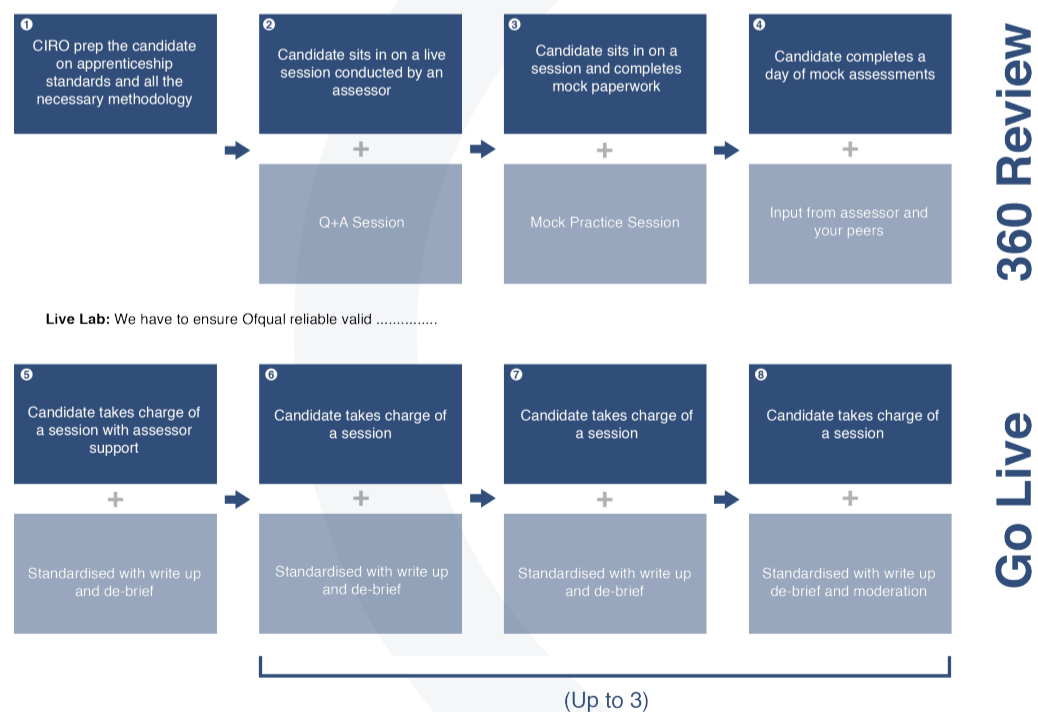 1
CIRO prep the candidate
on apprenticeship
standards and all the
necessary methodology
2
Candidate sits in on a live
session conducted by an
assessor
+
Q+A Session
3
Candidate sits in on a
session and completes
mock paperwork
+
Mock Practice Session
4
Candidate completes a
day of mock assessments
+
Input from assessor and
your peers
360 Review
Live Lab: We have to ensure Ofqual reliable valid ...............
5
Candidate takes charge of
a session with assessor
support
+
Standardised with write up
and de-brief
6
Candidate takes charge of
a session
+
Standardised with write up
and de-brief
7
Candidate takes charge of
a session
+
Standardised with write up
and de-brief
8
Candidate takes charge of
a session
+
Standardised with write up
de-brief and moderation
Go Live
(Up to 3)